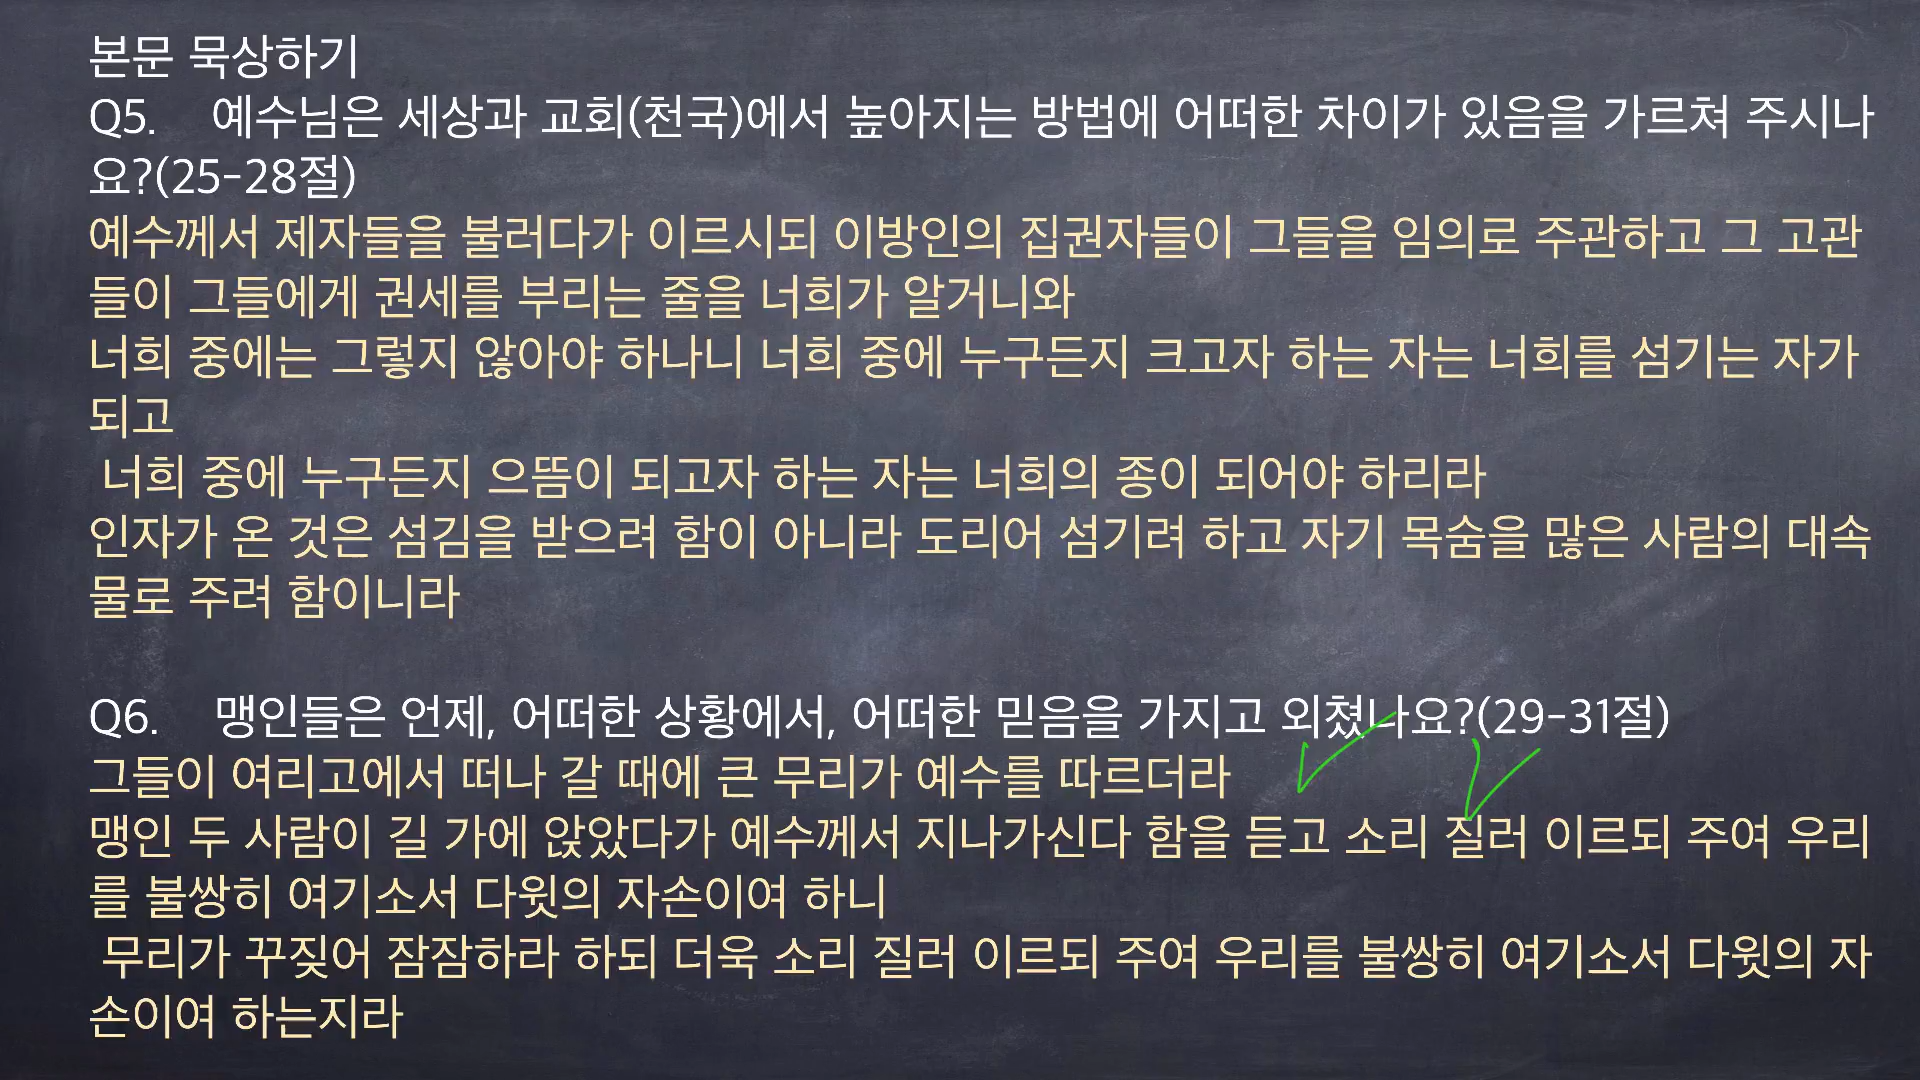 본문 묵상하기
Q5. 예수님은 세상과 교회(천국)에서 높아지는 방법에 어떠한 차이가 있음을 가르쳐 주시나
요?(25-28절)
예수께서 제자들을 불러다가 이르시되 이방인의 집권자들이 그들을 임의로 주관하고 그 고관
들이 그들에게 권세를 부리는 줄을 너희가 알거니와
너희 중에는 그렇지 않아야 하나니 너희 중에 누구든지 크고자 하는 자는 너희를 섬기는 자가
되고
너희 중에 누구든지 으뜸이 되고자 하는 자는 너희의 종이 되어야 하리라
인자가 온 것은 섬김을 받으려 함이 아니라 도리어 섬기려 하고 자기 목숨을 많은 사람의 대속
물로 주려 함이니라
Q6. 맹인들은 언제, 어떠한 상황에서, 어떠한 믿음을 가지고 외쳤나요?(29-31절)
그들이 여리고에서 떠나 갈 때에 큰 무리가 예수를 따르더라
맹인 두 사람이 길 가에 앉았다가 예수께서 지나가신다 함을 듣고 소리 질러 이르되 주여 우리
를 불쌍히 여기소서 다윗의 자손이여 하니
무리가 꾸짖어 잠잠하라 하되 더욱 소리 질러 이르되 주여 우리를 불쌍히 여기소서 다윗의 자
손이여 하는지라